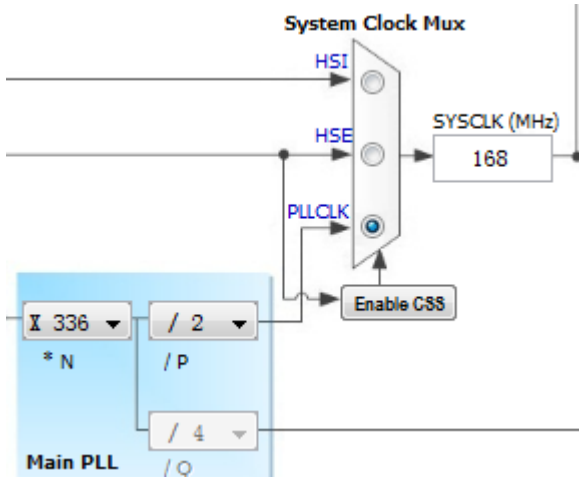 System Clock Mux
HSI
SYSCLK (MHz)
HSE
168
PLLCLK
Enable CSS
X 336
/ 2
* N
/ P
/ 4
Main PLL
/ Q